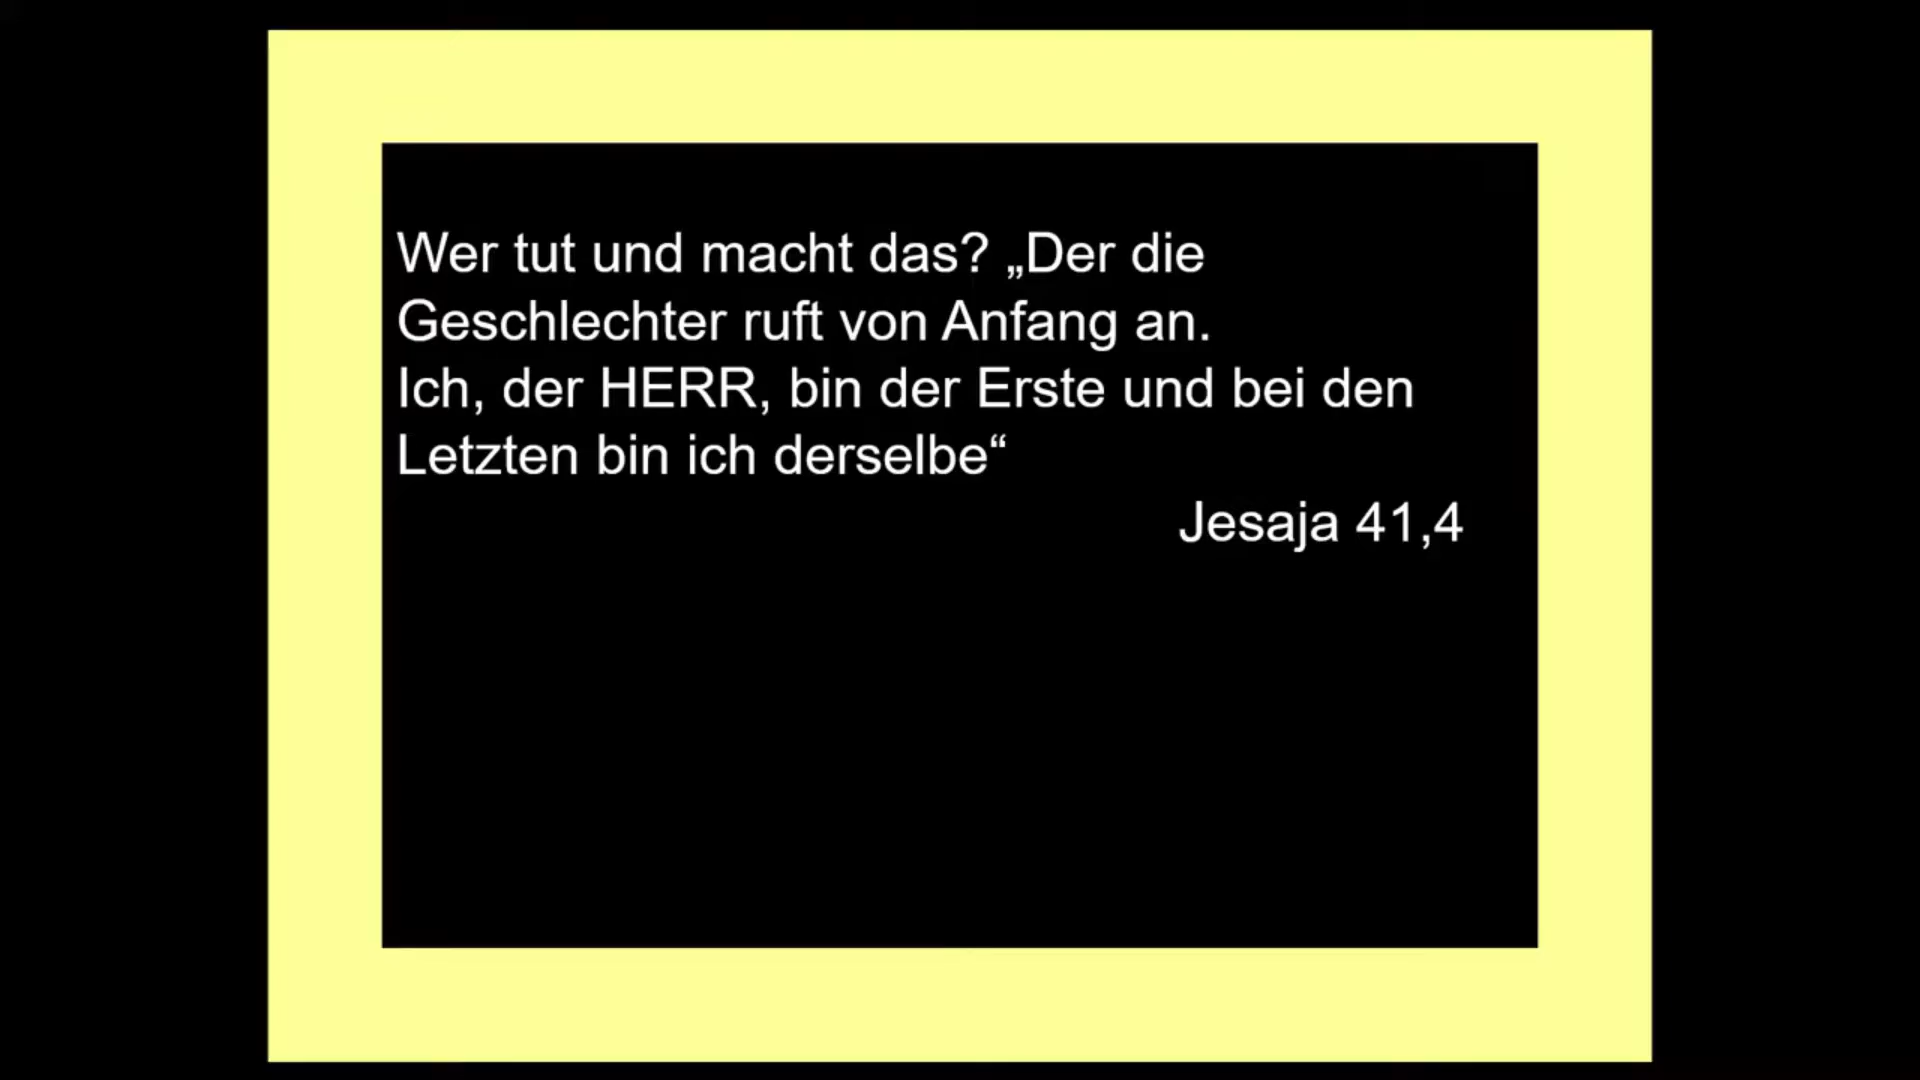 Wer tut und macht das? „Der die
Geschlechter ruft von Anfang an.
Ich, der HERR, bin der Erste und bei den
Letzten bin ich derselbe“
Jesaja 41,4